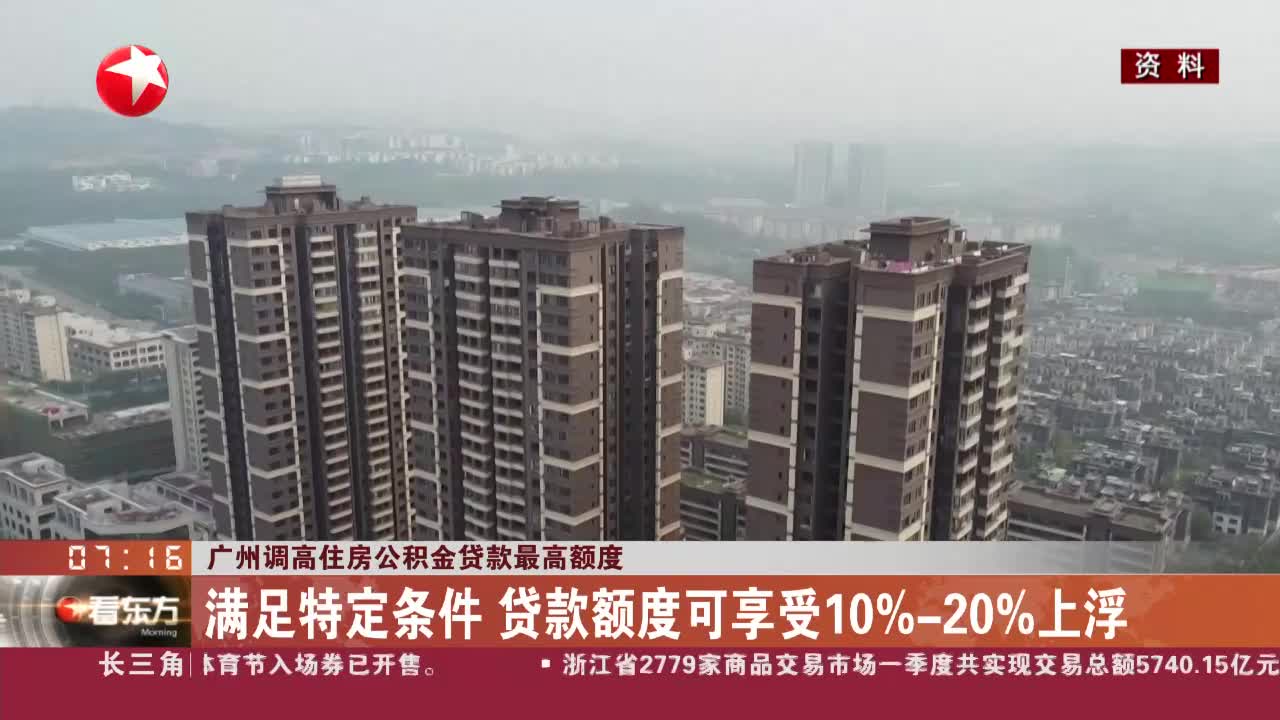 资料
07:16
广州调高住房公积金贷款最高额度
看东方
Morning
满足特定条件 贷款额度可享受10%-20%上浮
长三角
体育节入场券已开售。 ▪ 浙江省2779家商品交易市场一季度共实现交易总额5740.15亿元